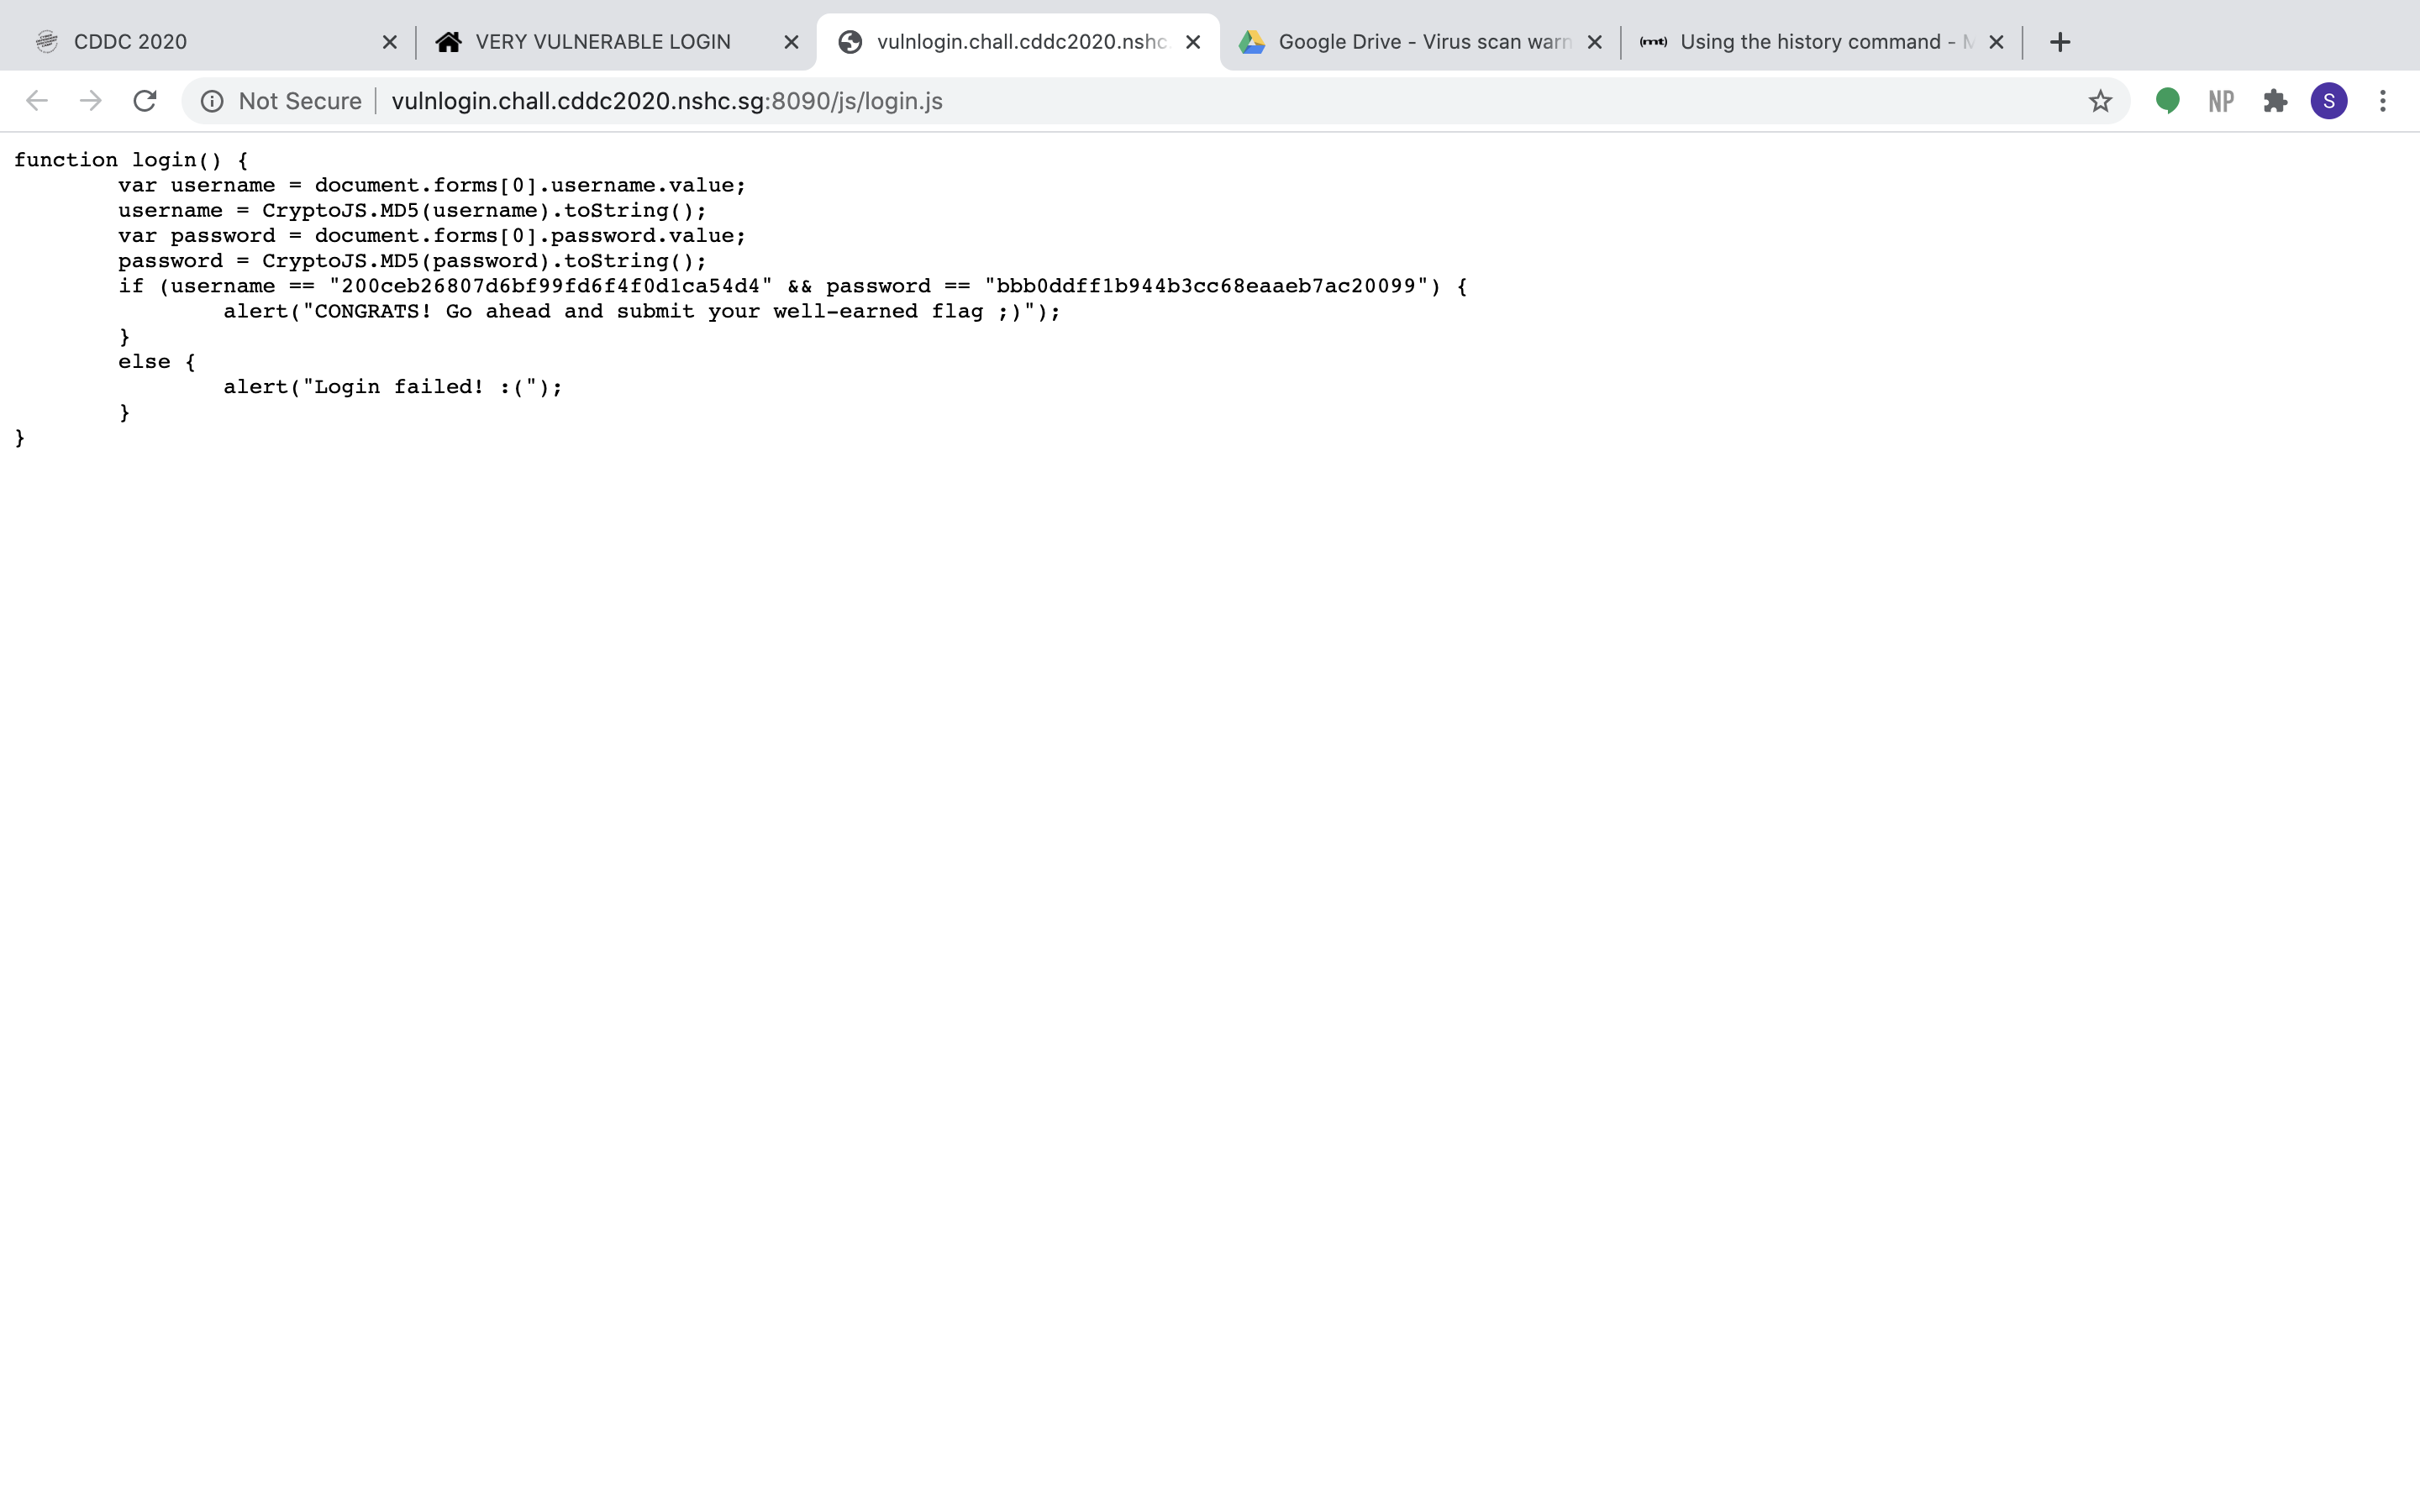 CDDC 2020
VERY VULNERABLE LOGIN
vulnlogin.chall.cddc2020.nshc.
Google Drive - Virus scan warn
(mt) Using the history command -
Not Secure vulnlogin.chall.cddc2020.nshc.sg:8090/js/login.js
NP
S
function login() {
var username = document.forms[0].username.value;
username = CryptoJS.MD5(username).toString();
var password = document.forms[0].password.value;
password = CryptoJS.MD5(password).toString();
if (username == "200ceb26807d6bf99fd6f4f0d1ca54d4" && password == "bbb0ddff1b944b3cc68eaaeb7ac20099") {
alert("CONGRATS! Go ahead and submit your well-earned flag ;)");
}
else {
alert("Login failed! :(");
}
}